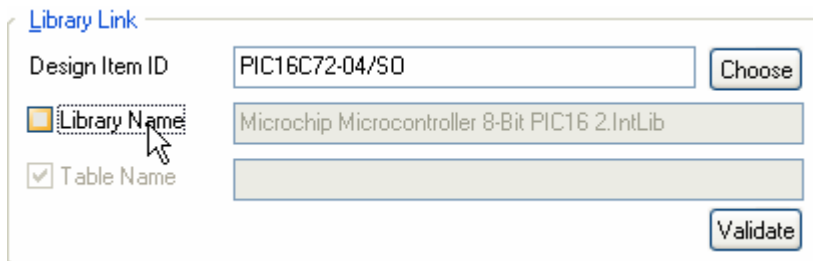 Library Link
Design Item ID PIC16C72-04/SO Choose
Library Name Microchip Microcontroller 8-Bit PIC16 2.IntLib
Table Name
Validate